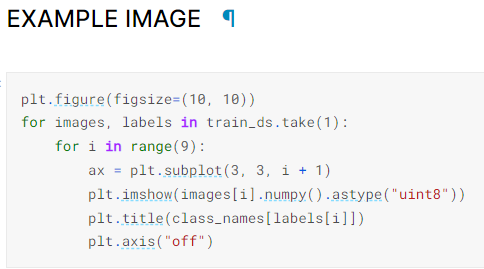 EXAMPLE IMAGE ¶
plt.figure(figsize=(10, 10))
for images, labels in train_ds.take(1):
    for i in range(9):
        ax = plt.subplot(3, 3, i + 1)
        plt.imshow(images[i].numpy().astype("uint8"))
        plt.title(class_names[labels[i]])
        plt.axis("off")